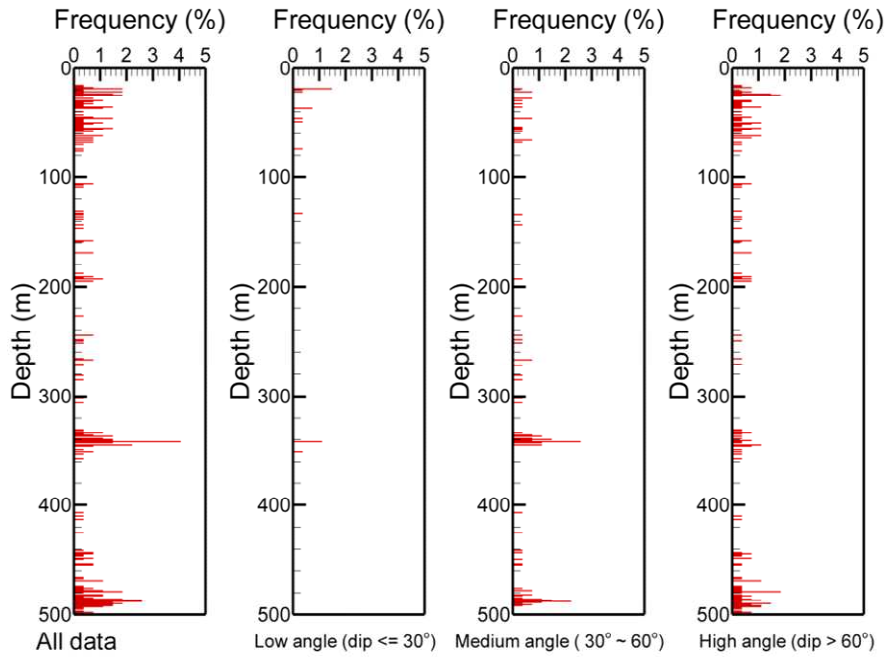 Frequency (%) Frequency (%) Frequency (%) Frequency (%)
0 1 2 3 4 5 0 1 2 3 4 5 0 1 2 3 4 5 0 1 2 3 4 5
0 0 0 0
100 100 100 100
200 200 200 200
Depth (m) Depth (m) Depth (m) Depth (m)
300 300 300 300
400 400 400 400
500 500 500 500
All data Low angle (dip <= 30°) Medium angle ( 30° ~ 60°) High angle (dip > 60°)